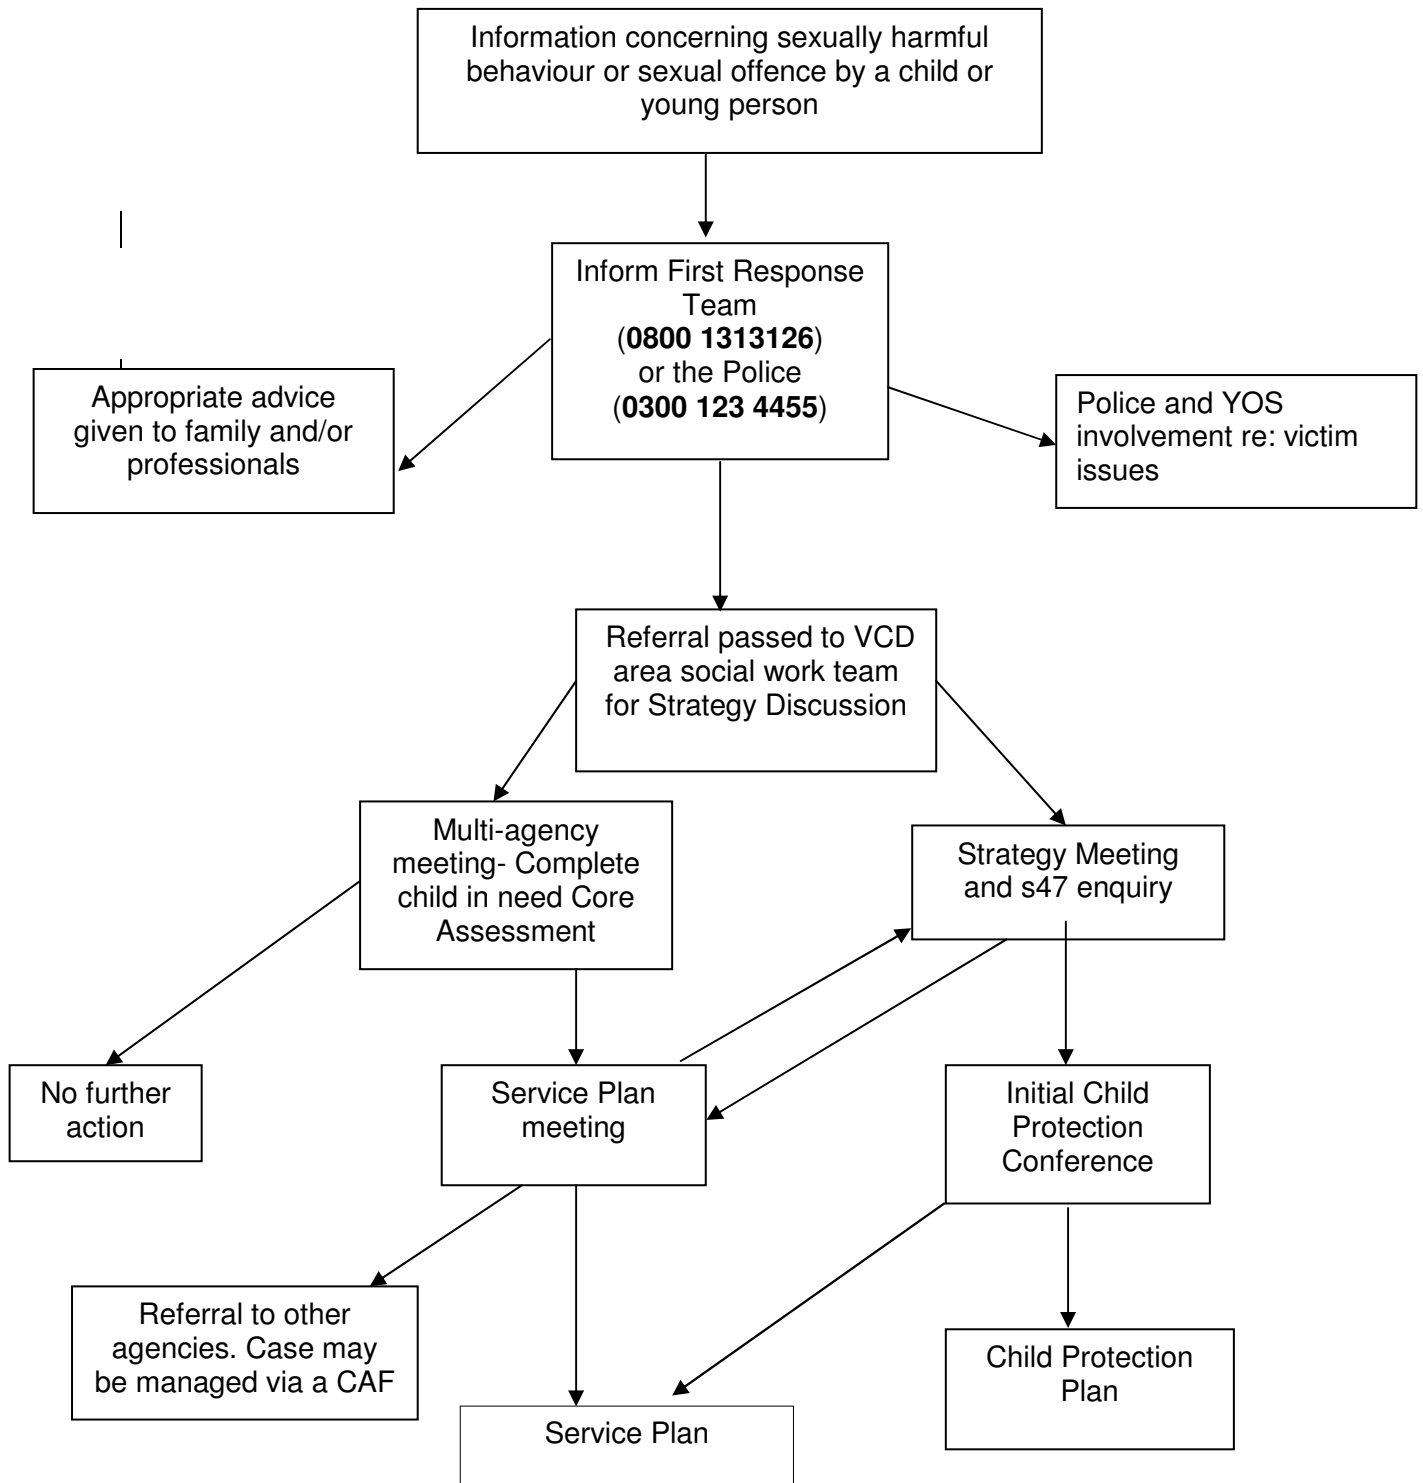 Information concerning sexually harmful
behaviour or sexual offence by a child or
young person
Inform First Response
Team
(0800 1313126)
or the Police
(0300 123 4455)
Appropriate advice
given to family and/or
professionals
Police and YOS
involvement re: victim
issues
Referral passed to VCD
area social work team
for Strategy Discussion
Multi-agency
meeting- Complete
child in need Core
Assessment
Strategy Meeting
and s47 enquiry
No further
action
Service Plan
meeting
Initial Child
Protection
Conference
Referral to other
agencies. Case may
be managed via a CAF
Child Protection
Plan
Service Plan